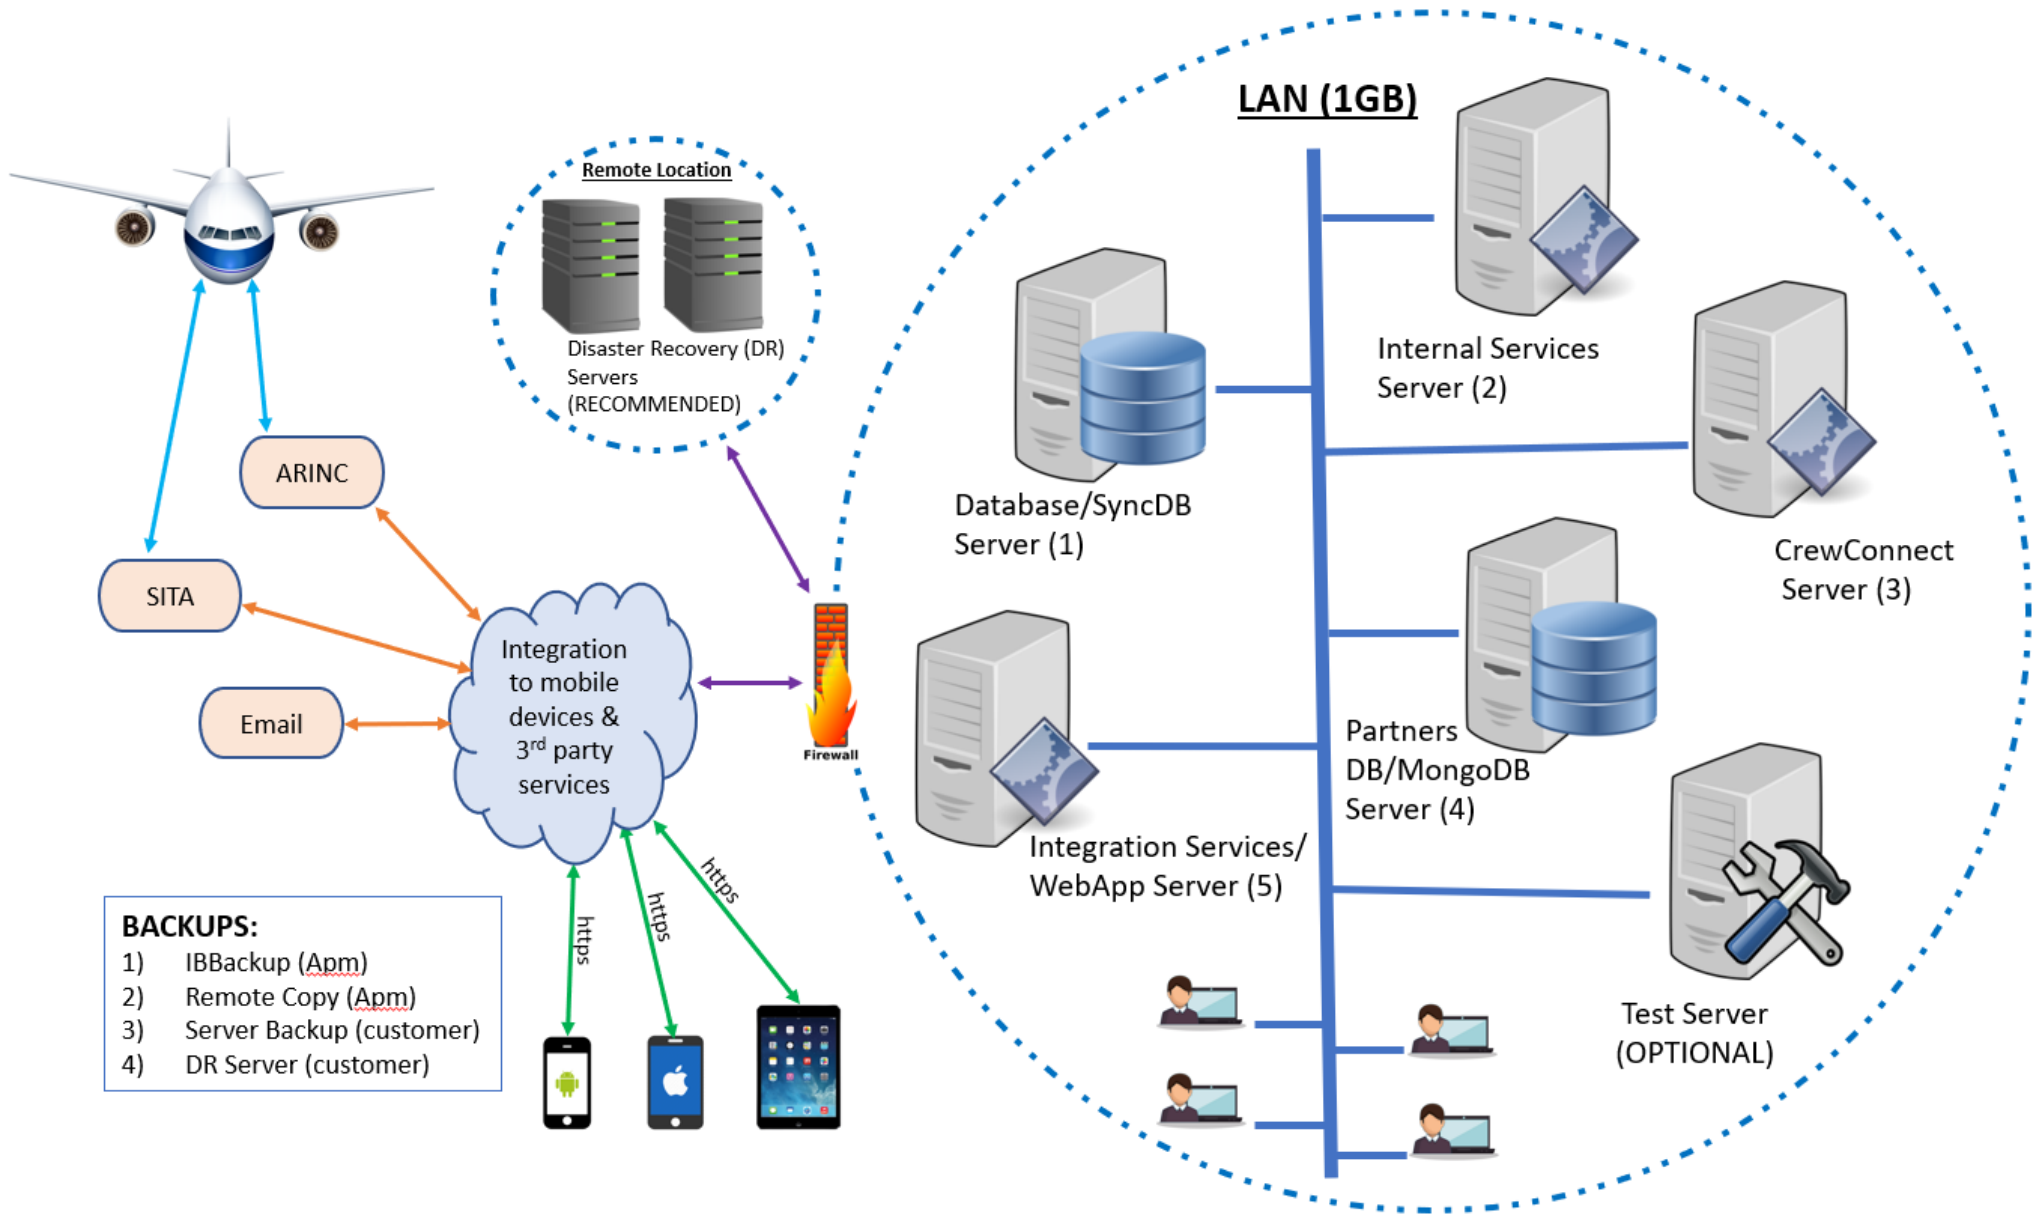 LAN (1GB)
Remote Location
Disaster Recovery (DR)
Servers
(RECOMMENDED)
Internal Services
Server (2)
ARINC
Database/SyncDB
Server (1)
CrewConnect
Server (3)
SITA
Integration
to mobile
devices &
3rd party
services
Email
Firewall
Partners
DB/MongoDB
Server (4)
Integration Services/
WebApp Server (5)
https
https
https
BACKUPS:
1) IBBackup (Apm)
2) Remote Copy (Apm)
3) Server Backup (customer)
4) DR Server (customer)
Test Server
(OPTIONAL)